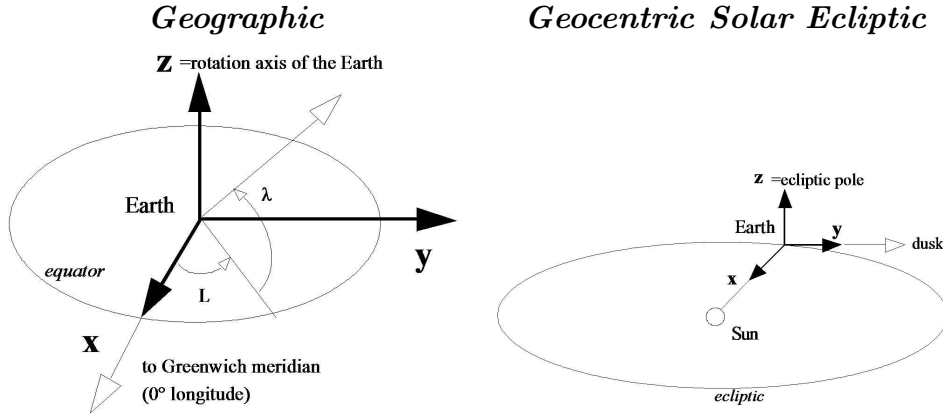 Geographic
z =rotation axis of the Earth
λ
Earth
y
equator
L
x
to Greenwich meridian
(0° longitude)
Geocentric Solar Ecliptic
z =ecliptic pole
Earth
y
dusk
x
Sun
ecliptic